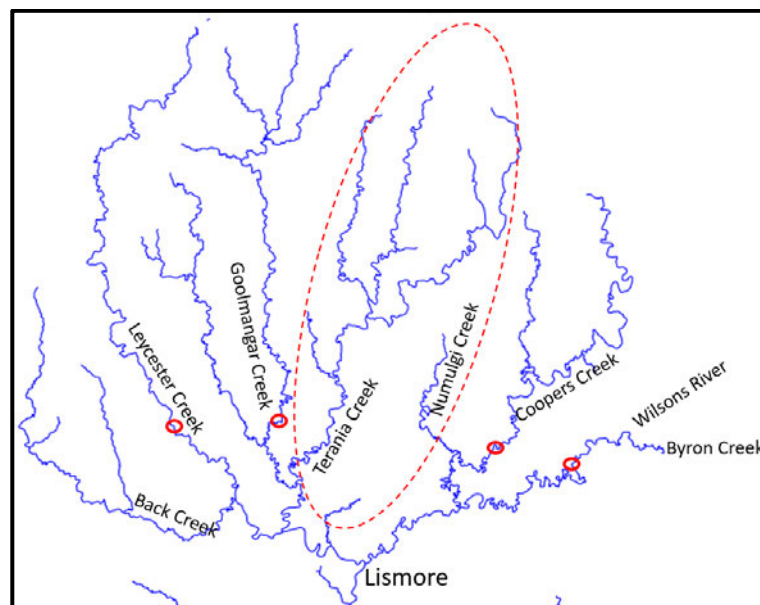 Leycester Creek
Goolmangar Creek
Terania Creek
Numulgi Creek
Coopers Creek
Wilsons River
Byron Creek
Back Creek
Lismore